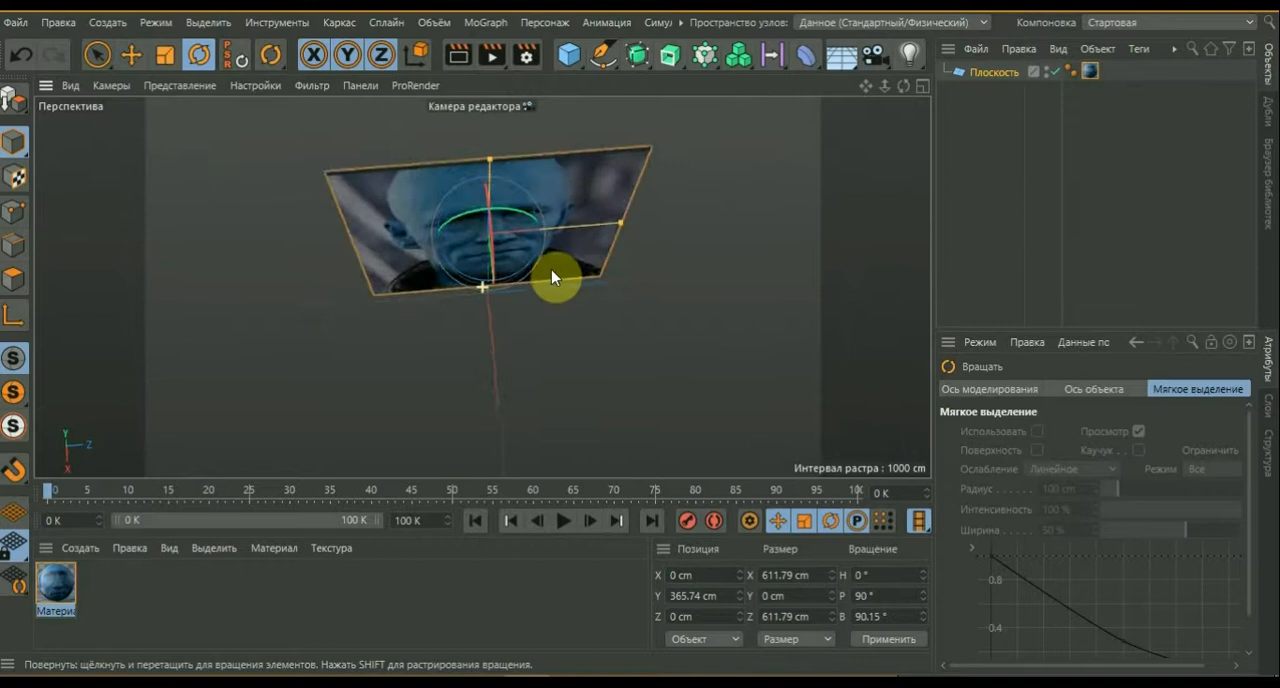 Файл Правка Создать Режим Выделить Инструменты Каркас Сплайн Объём MoGraph Персонаж Анимация Симу Пространство узлов: Данное (Стандартный/Физический) Компоновка Стартовая
X Y Z PSR
Файл Правка Вид Объект Теги
Вид Камеры Представление Настройки Фильтр Панели ProRender
Плоскость
Перспектива Камера редактора
Объекты
Дубли
Браузер библиотек
Режим Правка Данные пс
Вращать
Ось моделирования Ось объекта Мягкое выделение
Мягкое выделение
Использовать Просмотр
Поверхность Каучук . . Ограничить
Ослабление Линейное Режим Все
Радиус . . . . . . 100 cm
Интенсивность 100 %
Ширина . . . . . 50 %
0.8
0.4
Атрибуты
Слои
Структура
Y Z X
Интервал растра : 1000 cm
0 5 10 15 20 25 30 35 40 45 50 55 60 65 70 75 80 85 90 95 100 0 K
0 K 0 K 100 K 100 K P
Создать Правка Вид Выделить Материал Текстура
Материа
Позиция Размер Вращение
X 0 cm X 611.79 cm H 0 °
Y 365.74 cm Y 0 cm P 90 °
Z 0 cm Z 611.79 cm B 90.15 °
Объект Размер Применить
Повернуть: щёлкнуть и перетащить для вращения элементов. Нажать SHIFT для растрирования вращения.